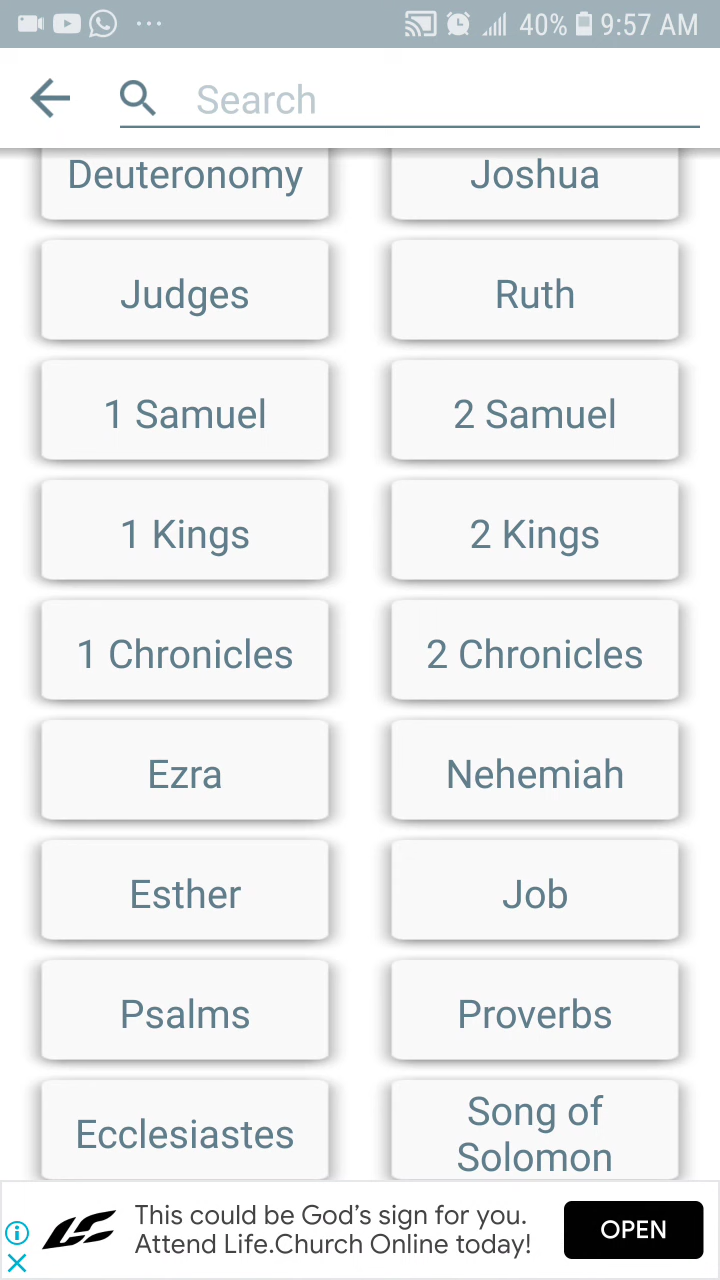 40% 9:57 AM
Search
Deuteronomy
Joshua
Judges
Ruth
1 Samuel
2 Samuel
1 Kings
2 Kings
1 Chronicles
2 Chronicles
Ezra
Nehemiah
Esther
Job
Psalms
Proverbs
Ecclesiastes
Song of
Solomon
This could be God's sign for you.
Attend Life.Church Online today!
OPEN